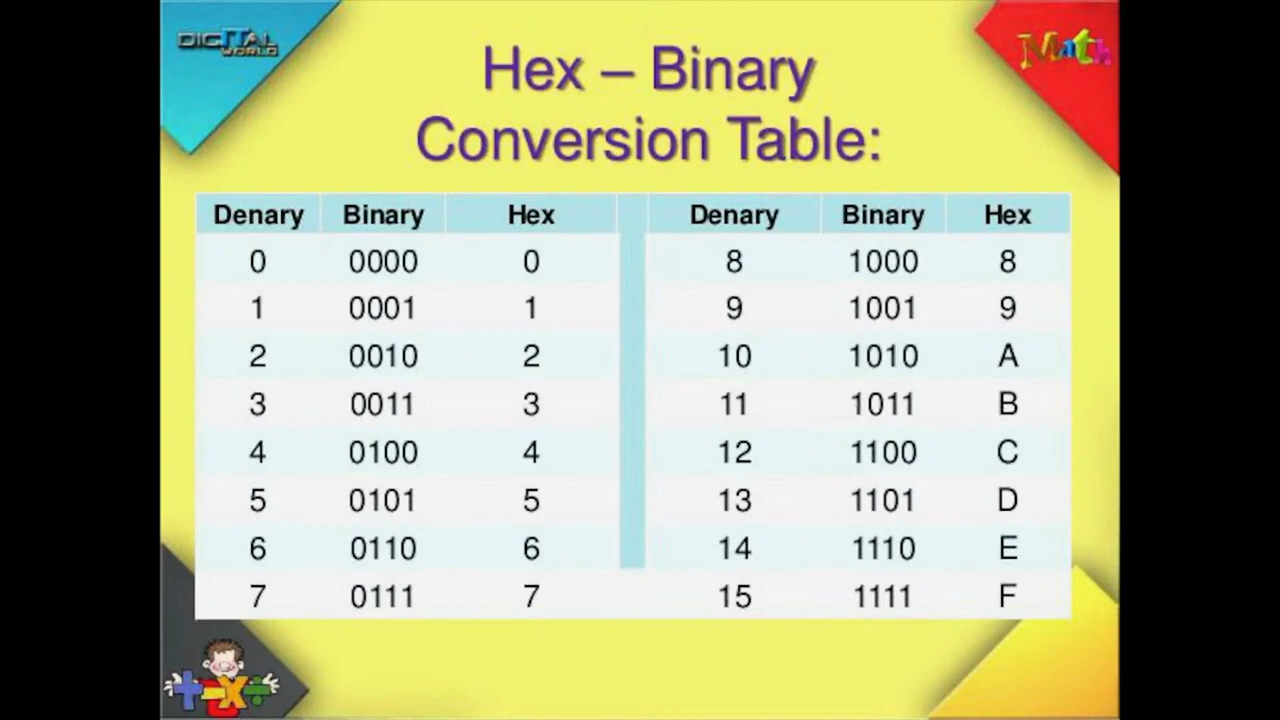 DIGITAL
WORLD
Math
Hex – Binary
Conversion Table:
Denary Binary Hex Denary Binary Hex
0 0000 0 8 1000 8
1 0001 1 9 1001 9
2 0010 2 10 1010 A
3 0011 3 11 1011 B
4 0100 4 12 1100 C
5 0101 5 13 1101 D
6 0110 6 14 1110 E
7 0111 7 15 1111 F